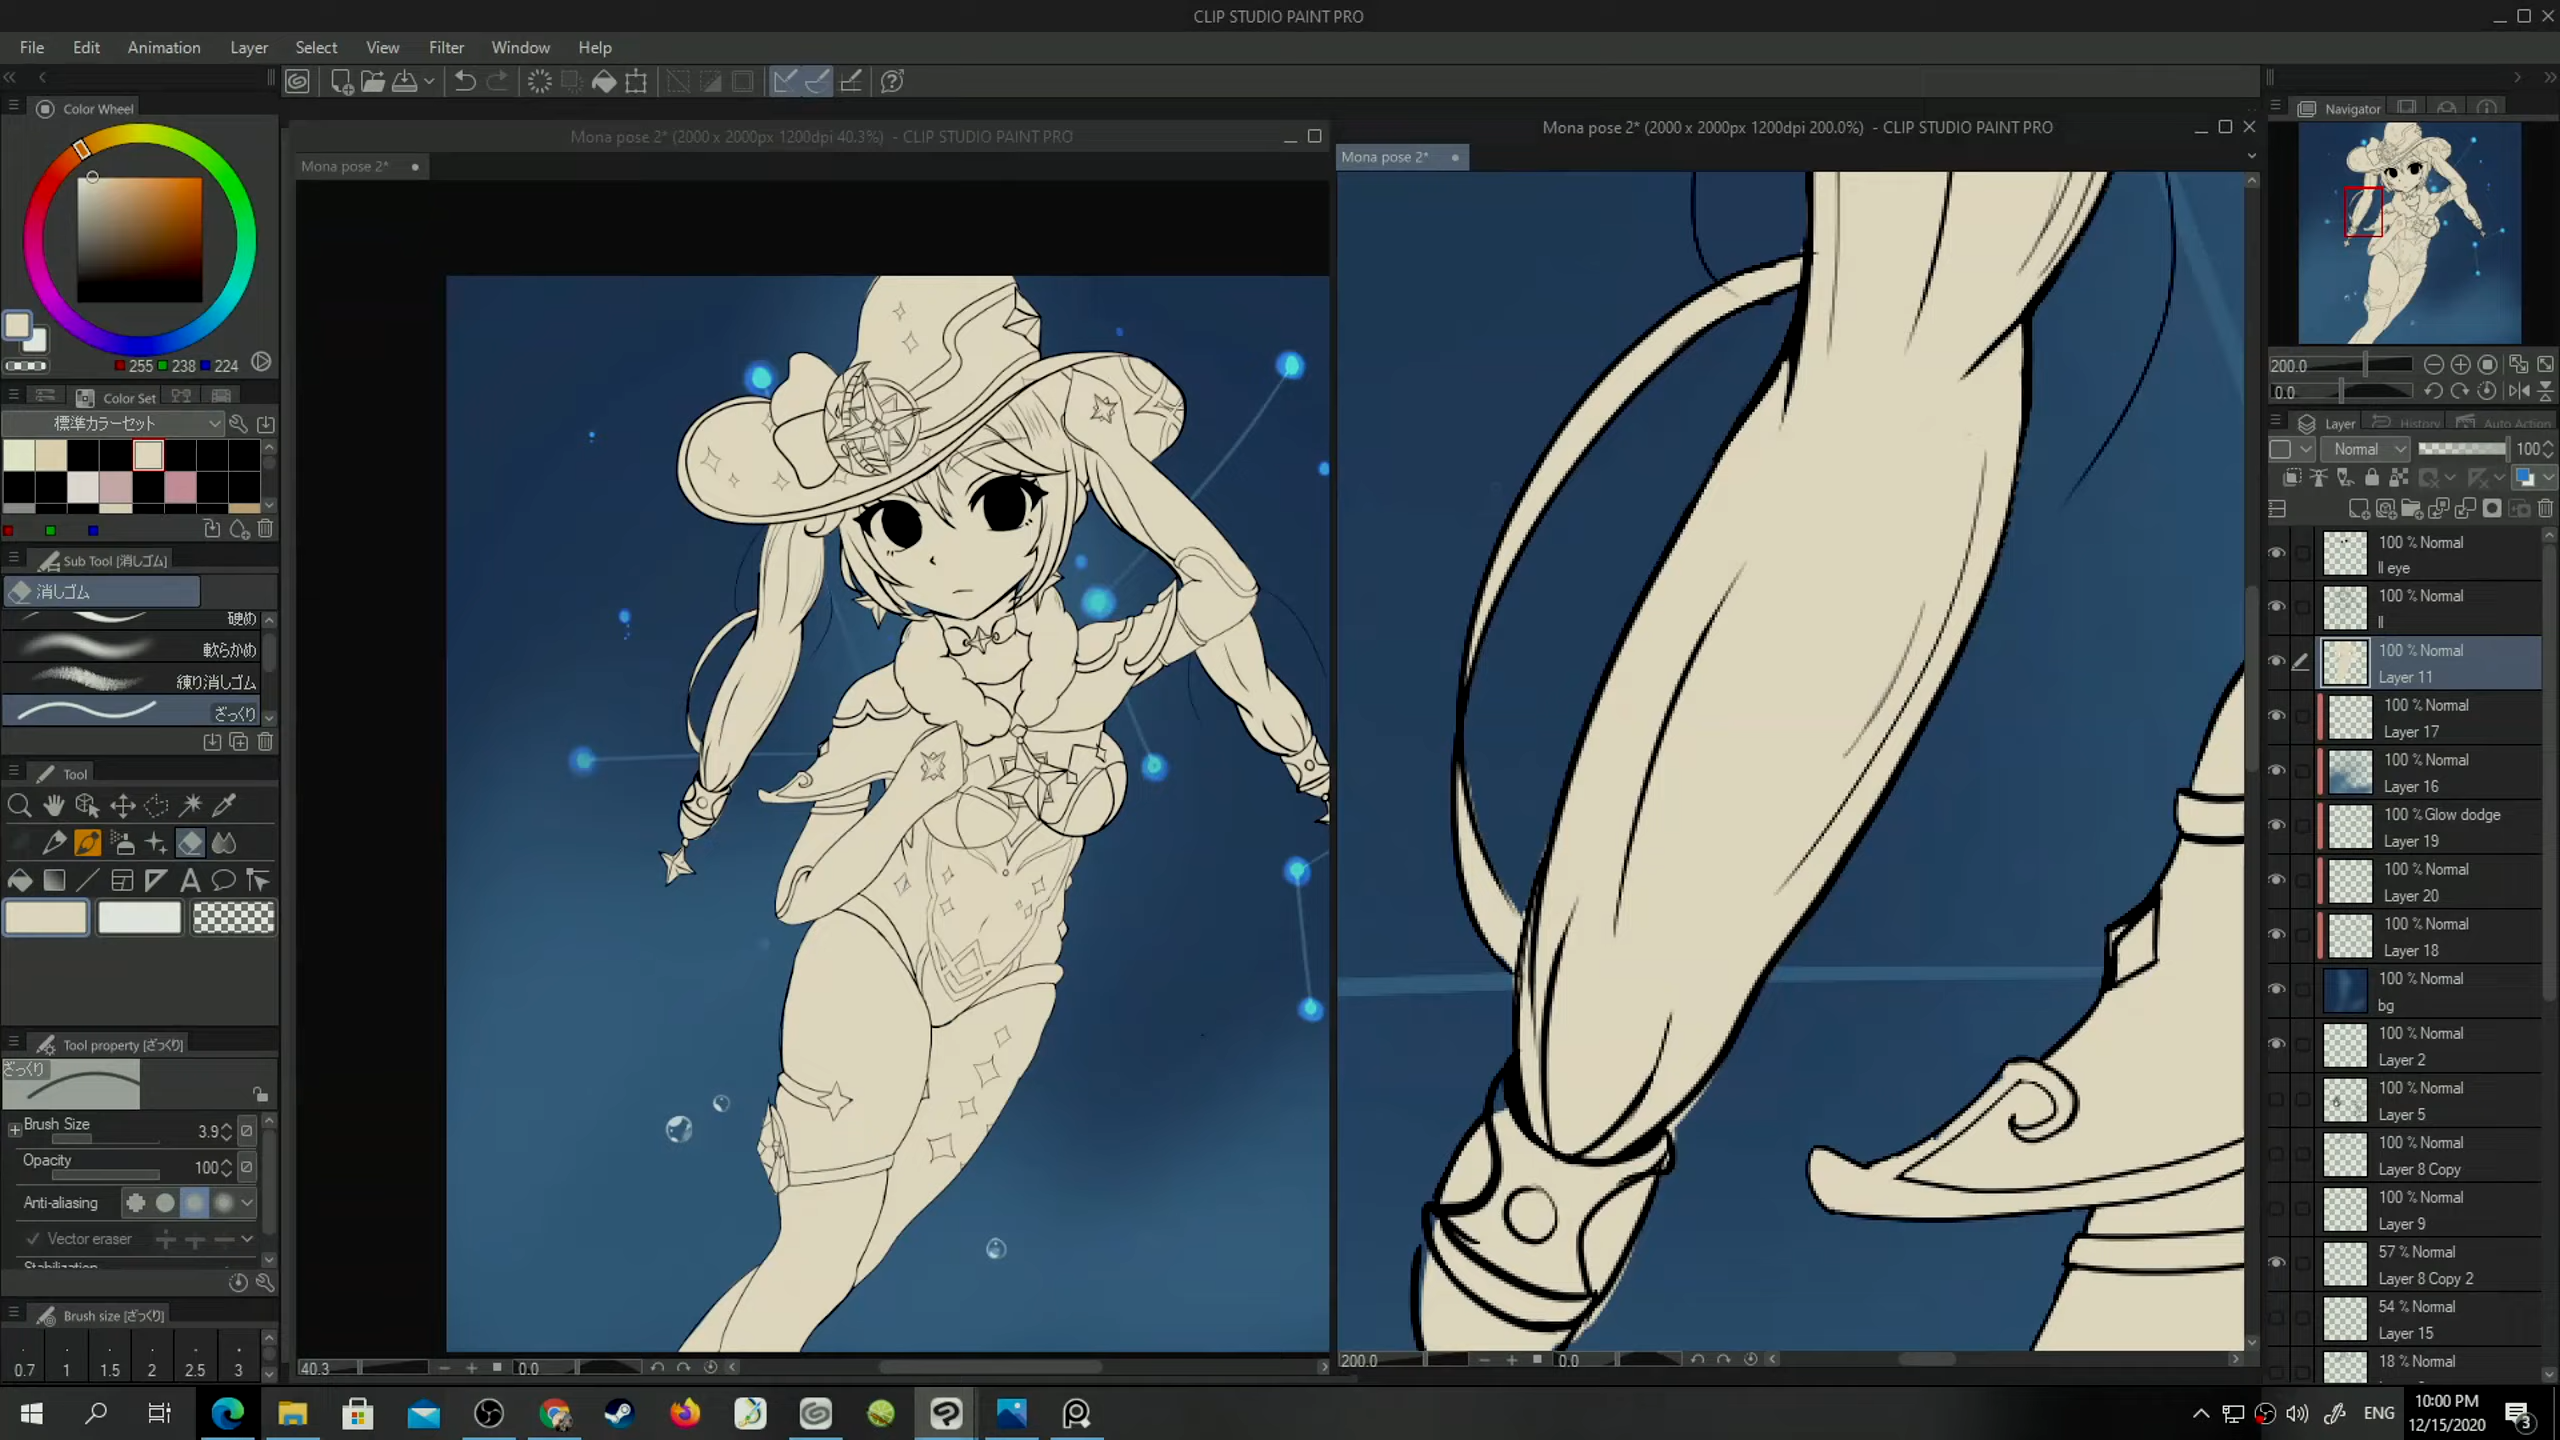 CLIP STUDIO PAINT PRO
File Edit Animation Layer Select View Filter Window Help
Color Wheel
255 238 224
Color Set
標準カラーセット
Sub Tool [消しゴム]
消しゴム
硬め
軟らかめ
練り消しゴム
ざっくり
Tool
Tool property [ざっくり]
ざっくり
Brush Size 3.9
Opacity 100
Anti-aliasing
Vector eraser
Stabilization
Brush size [ざっくり]
0.7 1 1.5 2 2.5 3
Mona pose 2* (2000 x 2000px 1200dpi 40.3%) - CLIP STUDIO PAINT PRO
Mona pose 2*
40.3 0.0
Mona pose 2* (2000 x 2000px 1200dpi 200.0%) - CLIP STUDIO PAINT PRO
Mona pose 2*
200.0 0.0
Navigator
200.0
0.0
Layer History Auto Action
Normal 100
100 % Normal
ll eye
100 % Normal
ll
100 % Normal
Layer 11
100 % Normal
Layer 17
100 % Normal
Layer 16
100 % Glow dodge
Layer 19
100 % Normal
Layer 20
100 % Normal
Layer 18
100 % Normal
bg
100 % Normal
Layer 2
100 % Normal
Layer 5
100 % Normal
Layer 8 Copy
100 % Normal
Layer 9
57 % Normal
Layer 8 Copy 2
54 % Normal
Layer 15
18 % Normal
ENG
10:00 PM
12/15/2020
3